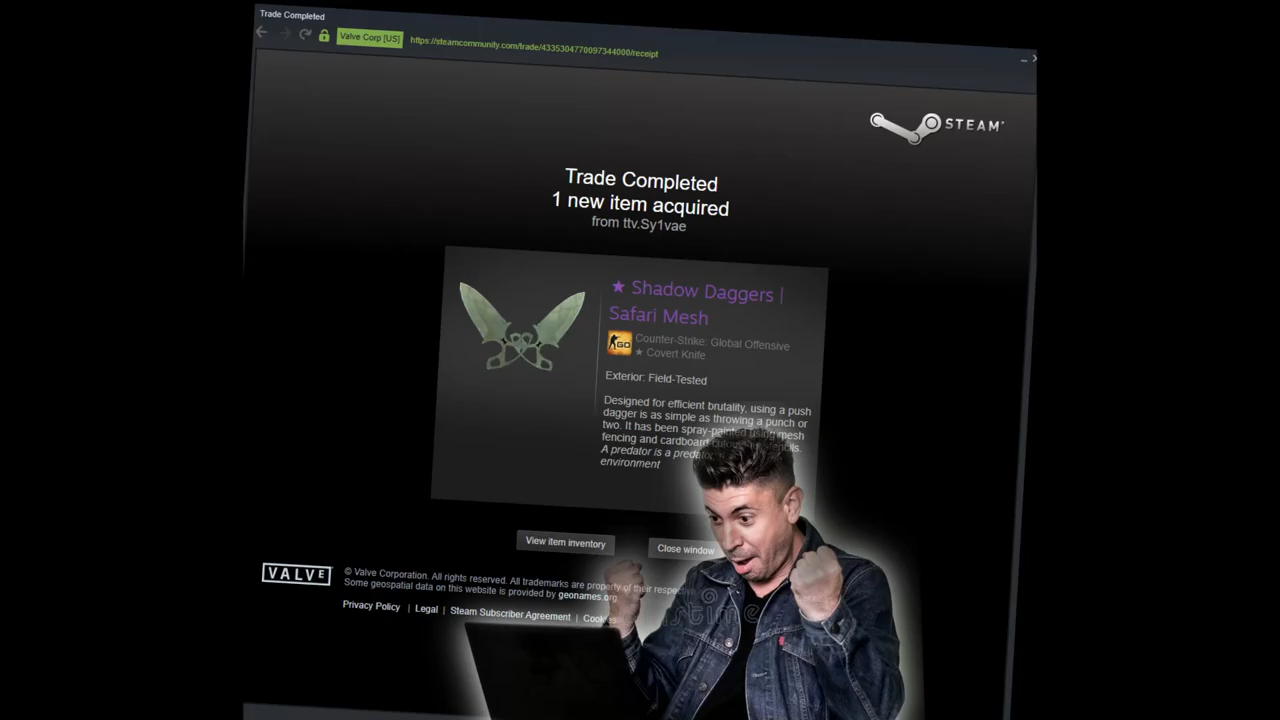 Trade Completed
Valve Corp [US]
https://steamcommunity.com/trade/4335304770097344000/receipt
STEAM
Trade Completed
1 new item acquired
from ttv.Sy1vae
★ Shadow Daggers |
Safari Mesh
GO
Counter-Strike: Global Offensive
★ Covert Knife
Exterior: Field-Tested
Designed for efficient brutality, using a push
dagger is as simple as throwing a punch or
two. It has been spray-painted using mesh
fencing and cardboard
A predator is a predator
environment
View item inventory
Close window
VALVE
© Valve Corporation. All rights reserved. All trademarks are property of their respective
Some geospatial data on this website is provided by geonames.org.
Privacy Policy | Legal | Steam Subscriber Agreement | Cookies